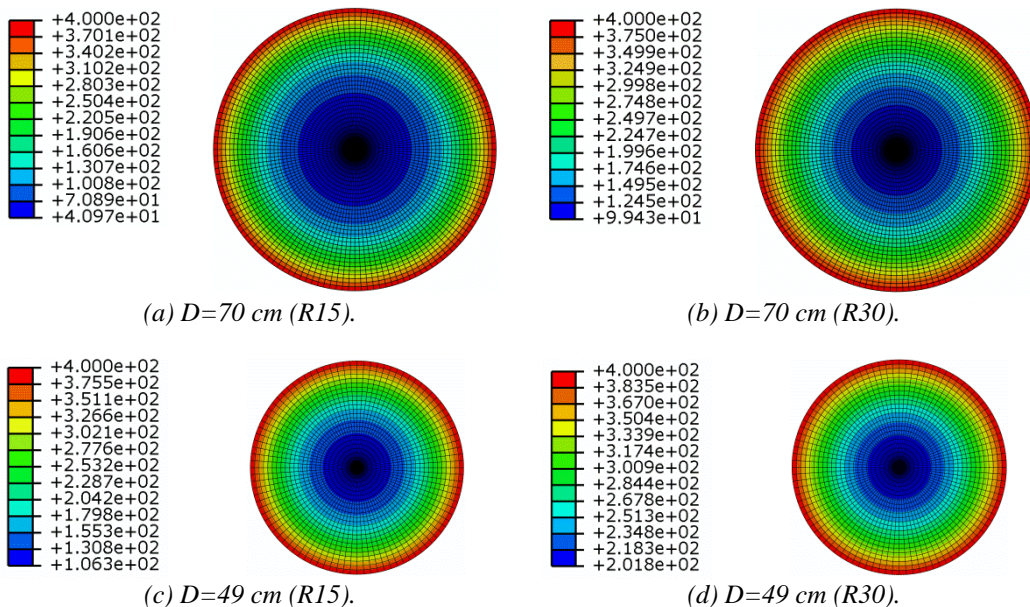 +4.000e+02
+3.701e+02
+3.402e+02
+3.102e+02
+2.803e+02
+2.504e+02
+2.205e+02
+1.906e+02
+1.606e+02
+1.307e+02
+1.008e+02
+7.089e+01
+4.097e+01
(a) D=70 cm (R15).
+4.000e+02
+3.750e+02
+3.499e+02
+3.249e+02
+2.998e+02
+2.748e+02
+2.497e+02
+2.247e+02
+1.996e+02
+1.746e+02
+1.495e+02
+1.245e+02
+9.943e+01
(b) D=70 cm (R30).
+4.000e+02
+3.755e+02
+3.511e+02
+3.266e+02
+3.021e+02
+2.776e+02
+2.532e+02
+2.287e+02
+2.042e+02
+1.798e+02
+1.553e+02
+1.308e+02
+1.063e+02
(c) D=49 cm (R15).
+4.000e+02
+3.835e+02
+3.670e+02
+3.504e+02
+3.339e+02
+3.174e+02
+3.009e+02
+2.844e+02
+2.678e+02
+2.513e+02
+2.348e+02
+2.183e+02
+2.018e+02
(d) D=49 cm (R30).